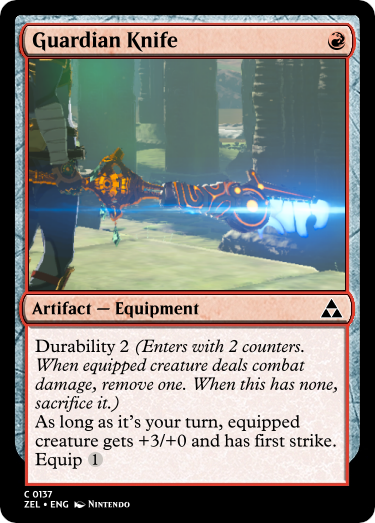 Guardian Knife
Artifact — Equipment
Durability 2 (Enters with 2 counters.
When equipped creature deals combat
damage, remove one. When this has none,
sacrifice it.)
As long as it's your turn, equipped
creature gets +3/+0 and has first strike.
Equip 1
C 0137
ZEL • ENG Nintendo